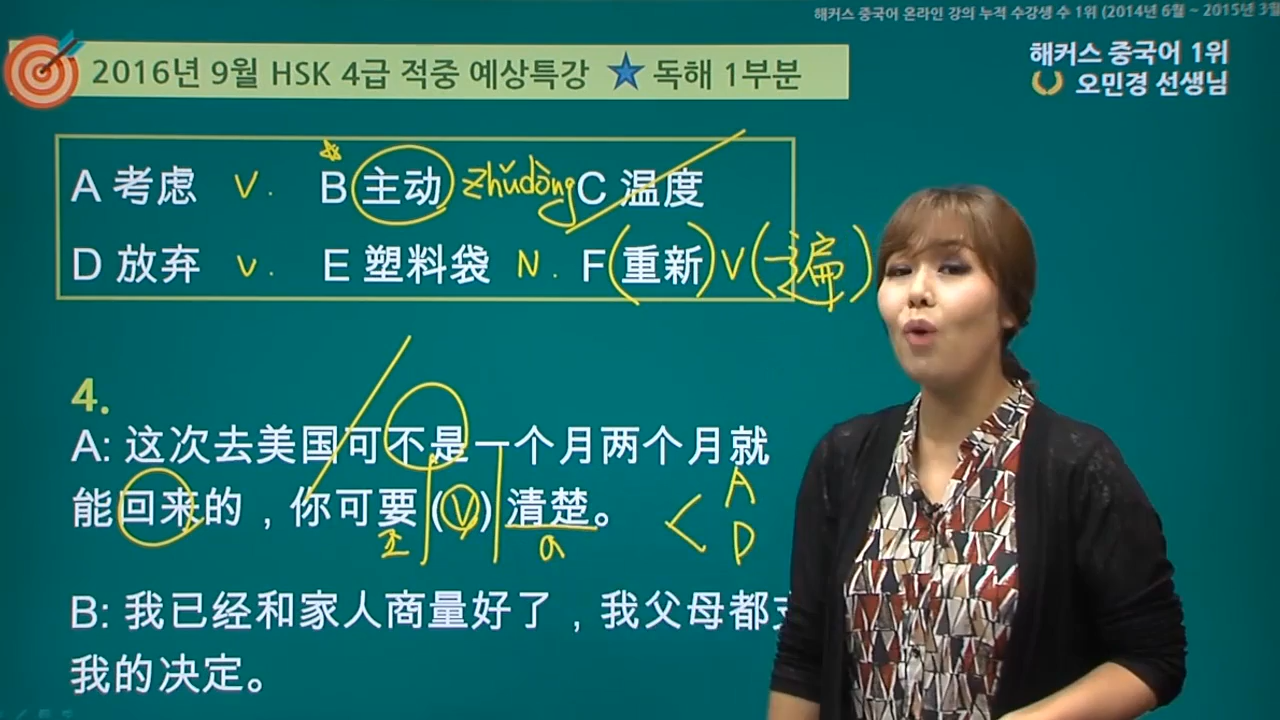 해커스 중국어 온라인 강의 누적 수강생 수 1위 (2014년 6월 ~ 2015년 3월
2016년 9월 HSK 4급 적중 예상특강 ★ 독해 1부분
해커스 중국어 1위
오민경 선생님
A 考虑 V. B 主动 zhǔdòng C 温度
D 放弃 V. E 塑料袋 N. F (重新) V (一遍)
4.
A: 这次去美国可不是一个月两个月就
能回来的，你可要 (V) 清楚。
A
D
a
B: 我已经和家人商量好了，我父母都
我的决定。